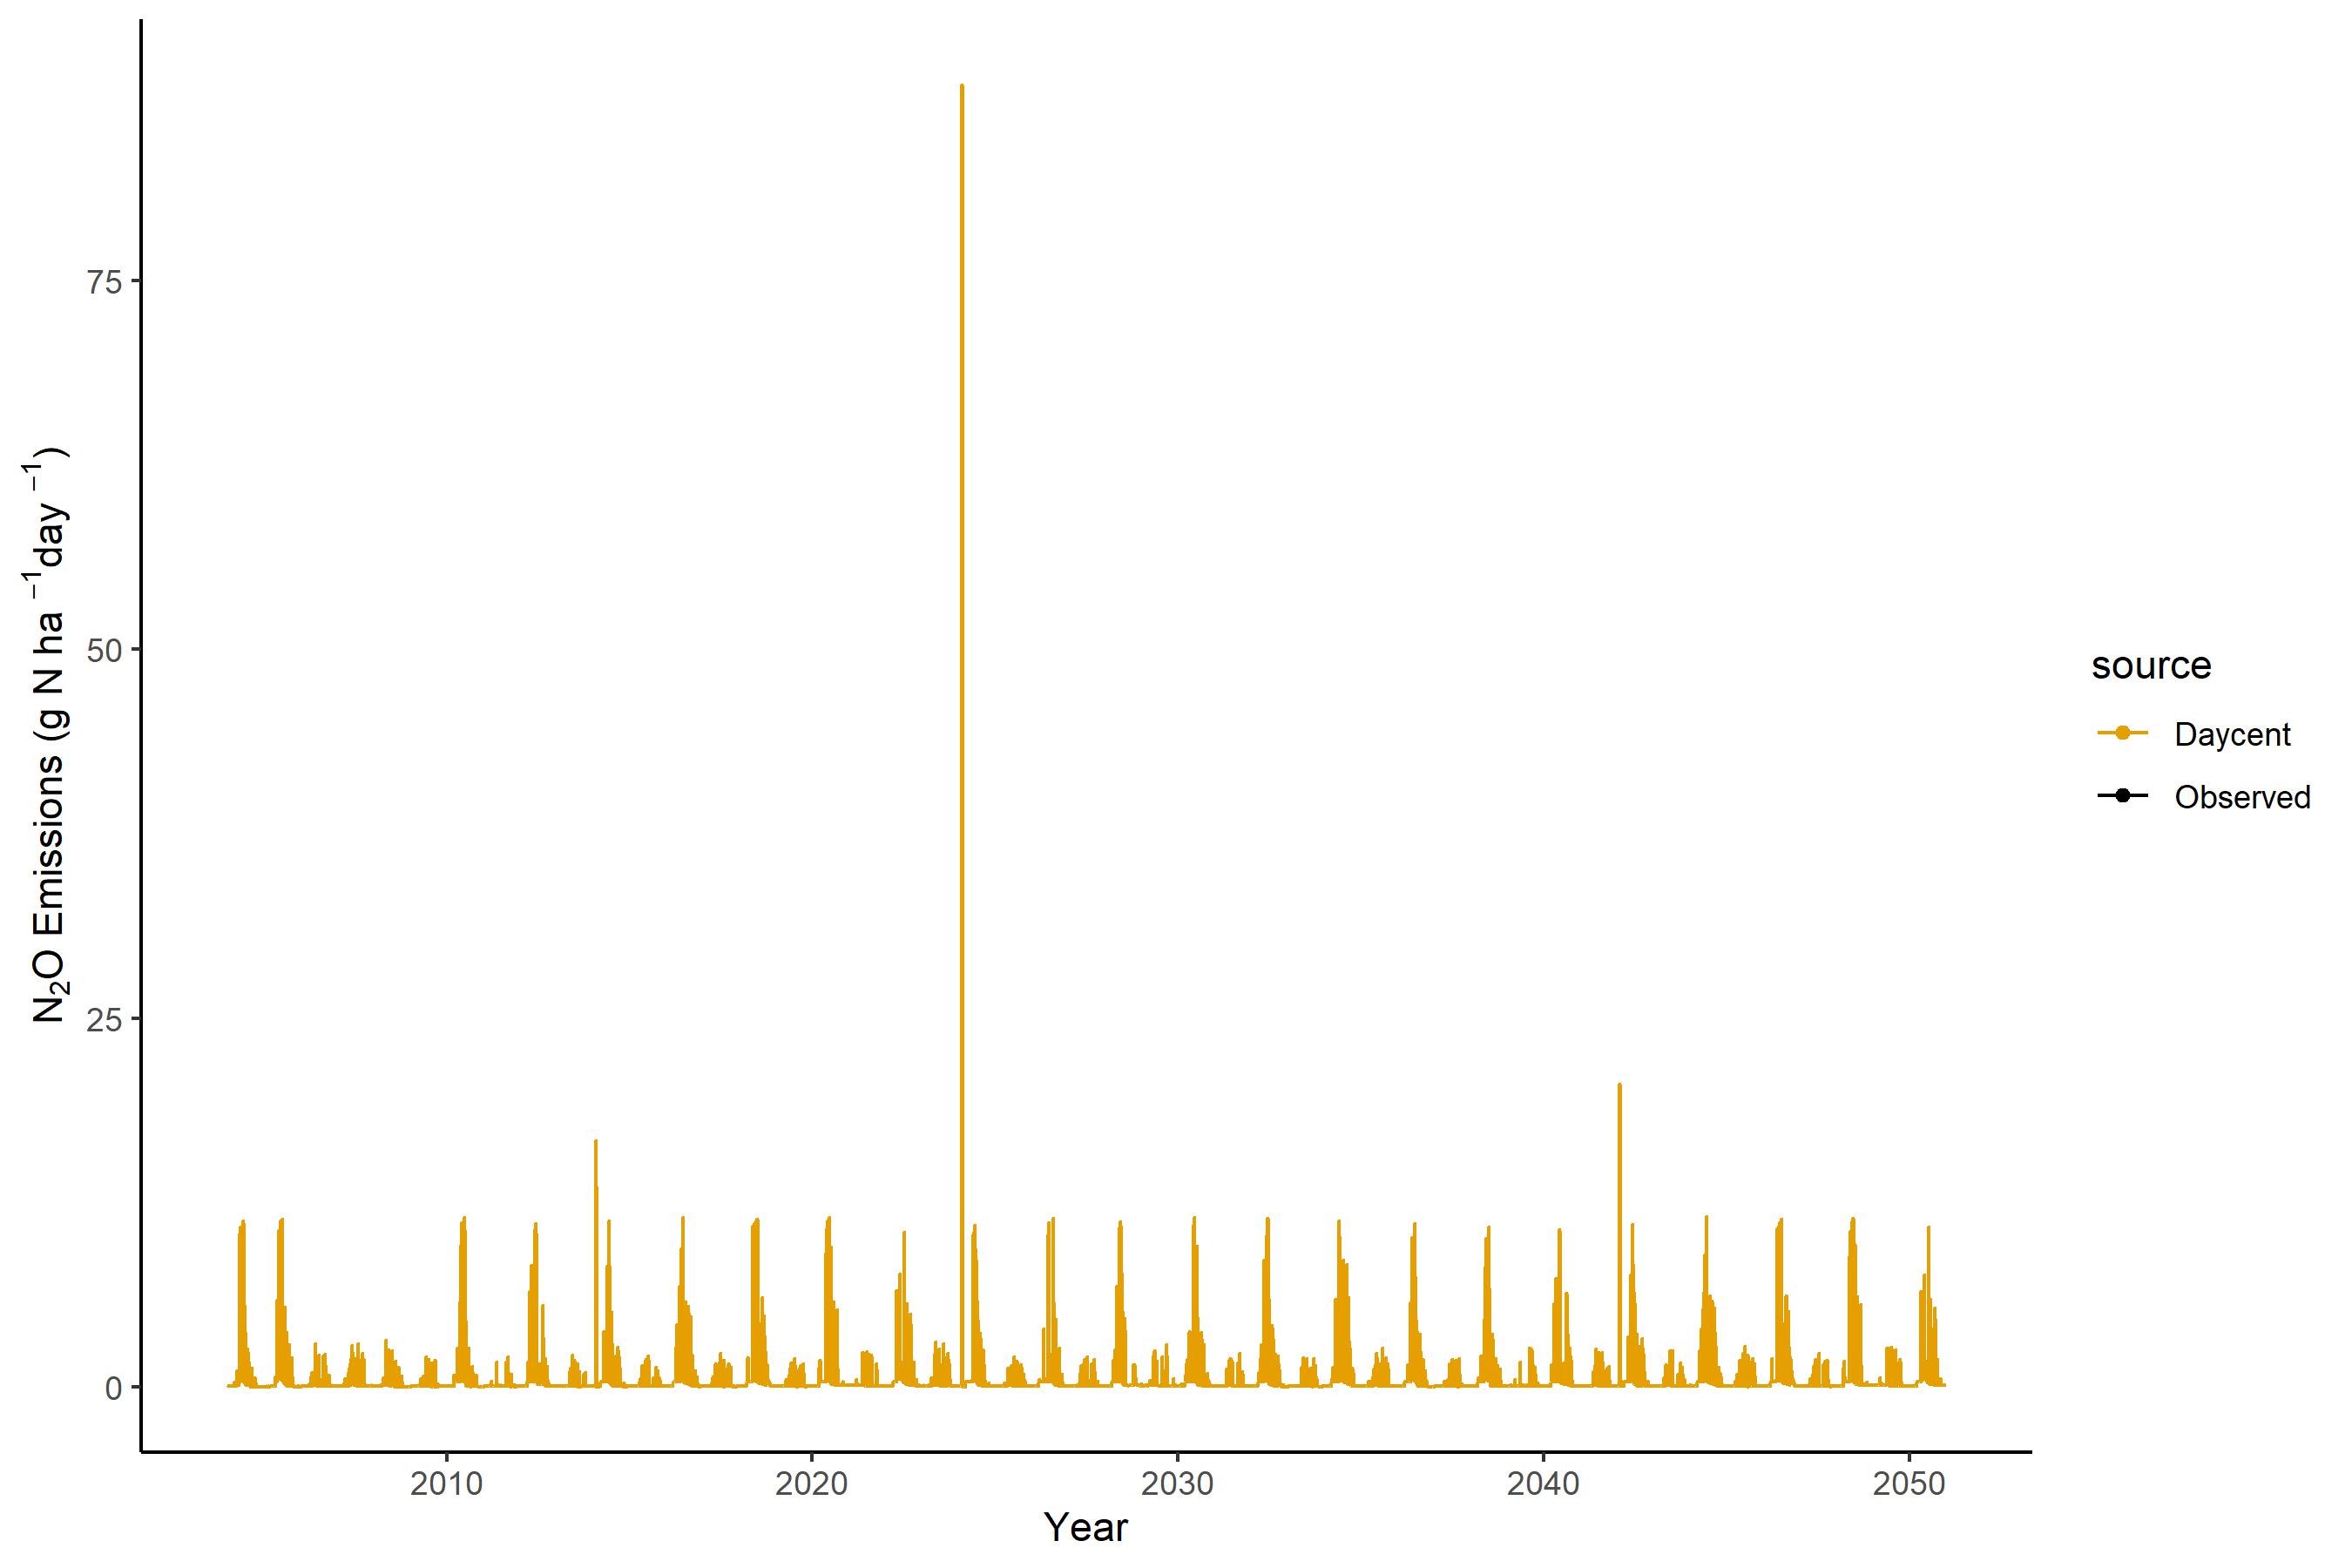 N₂O Emissions (g N ha ⁻¹day ⁻¹)
75
50
25
0
2010 2020 2030 2040 2050
Year
source
Daycent
Observed